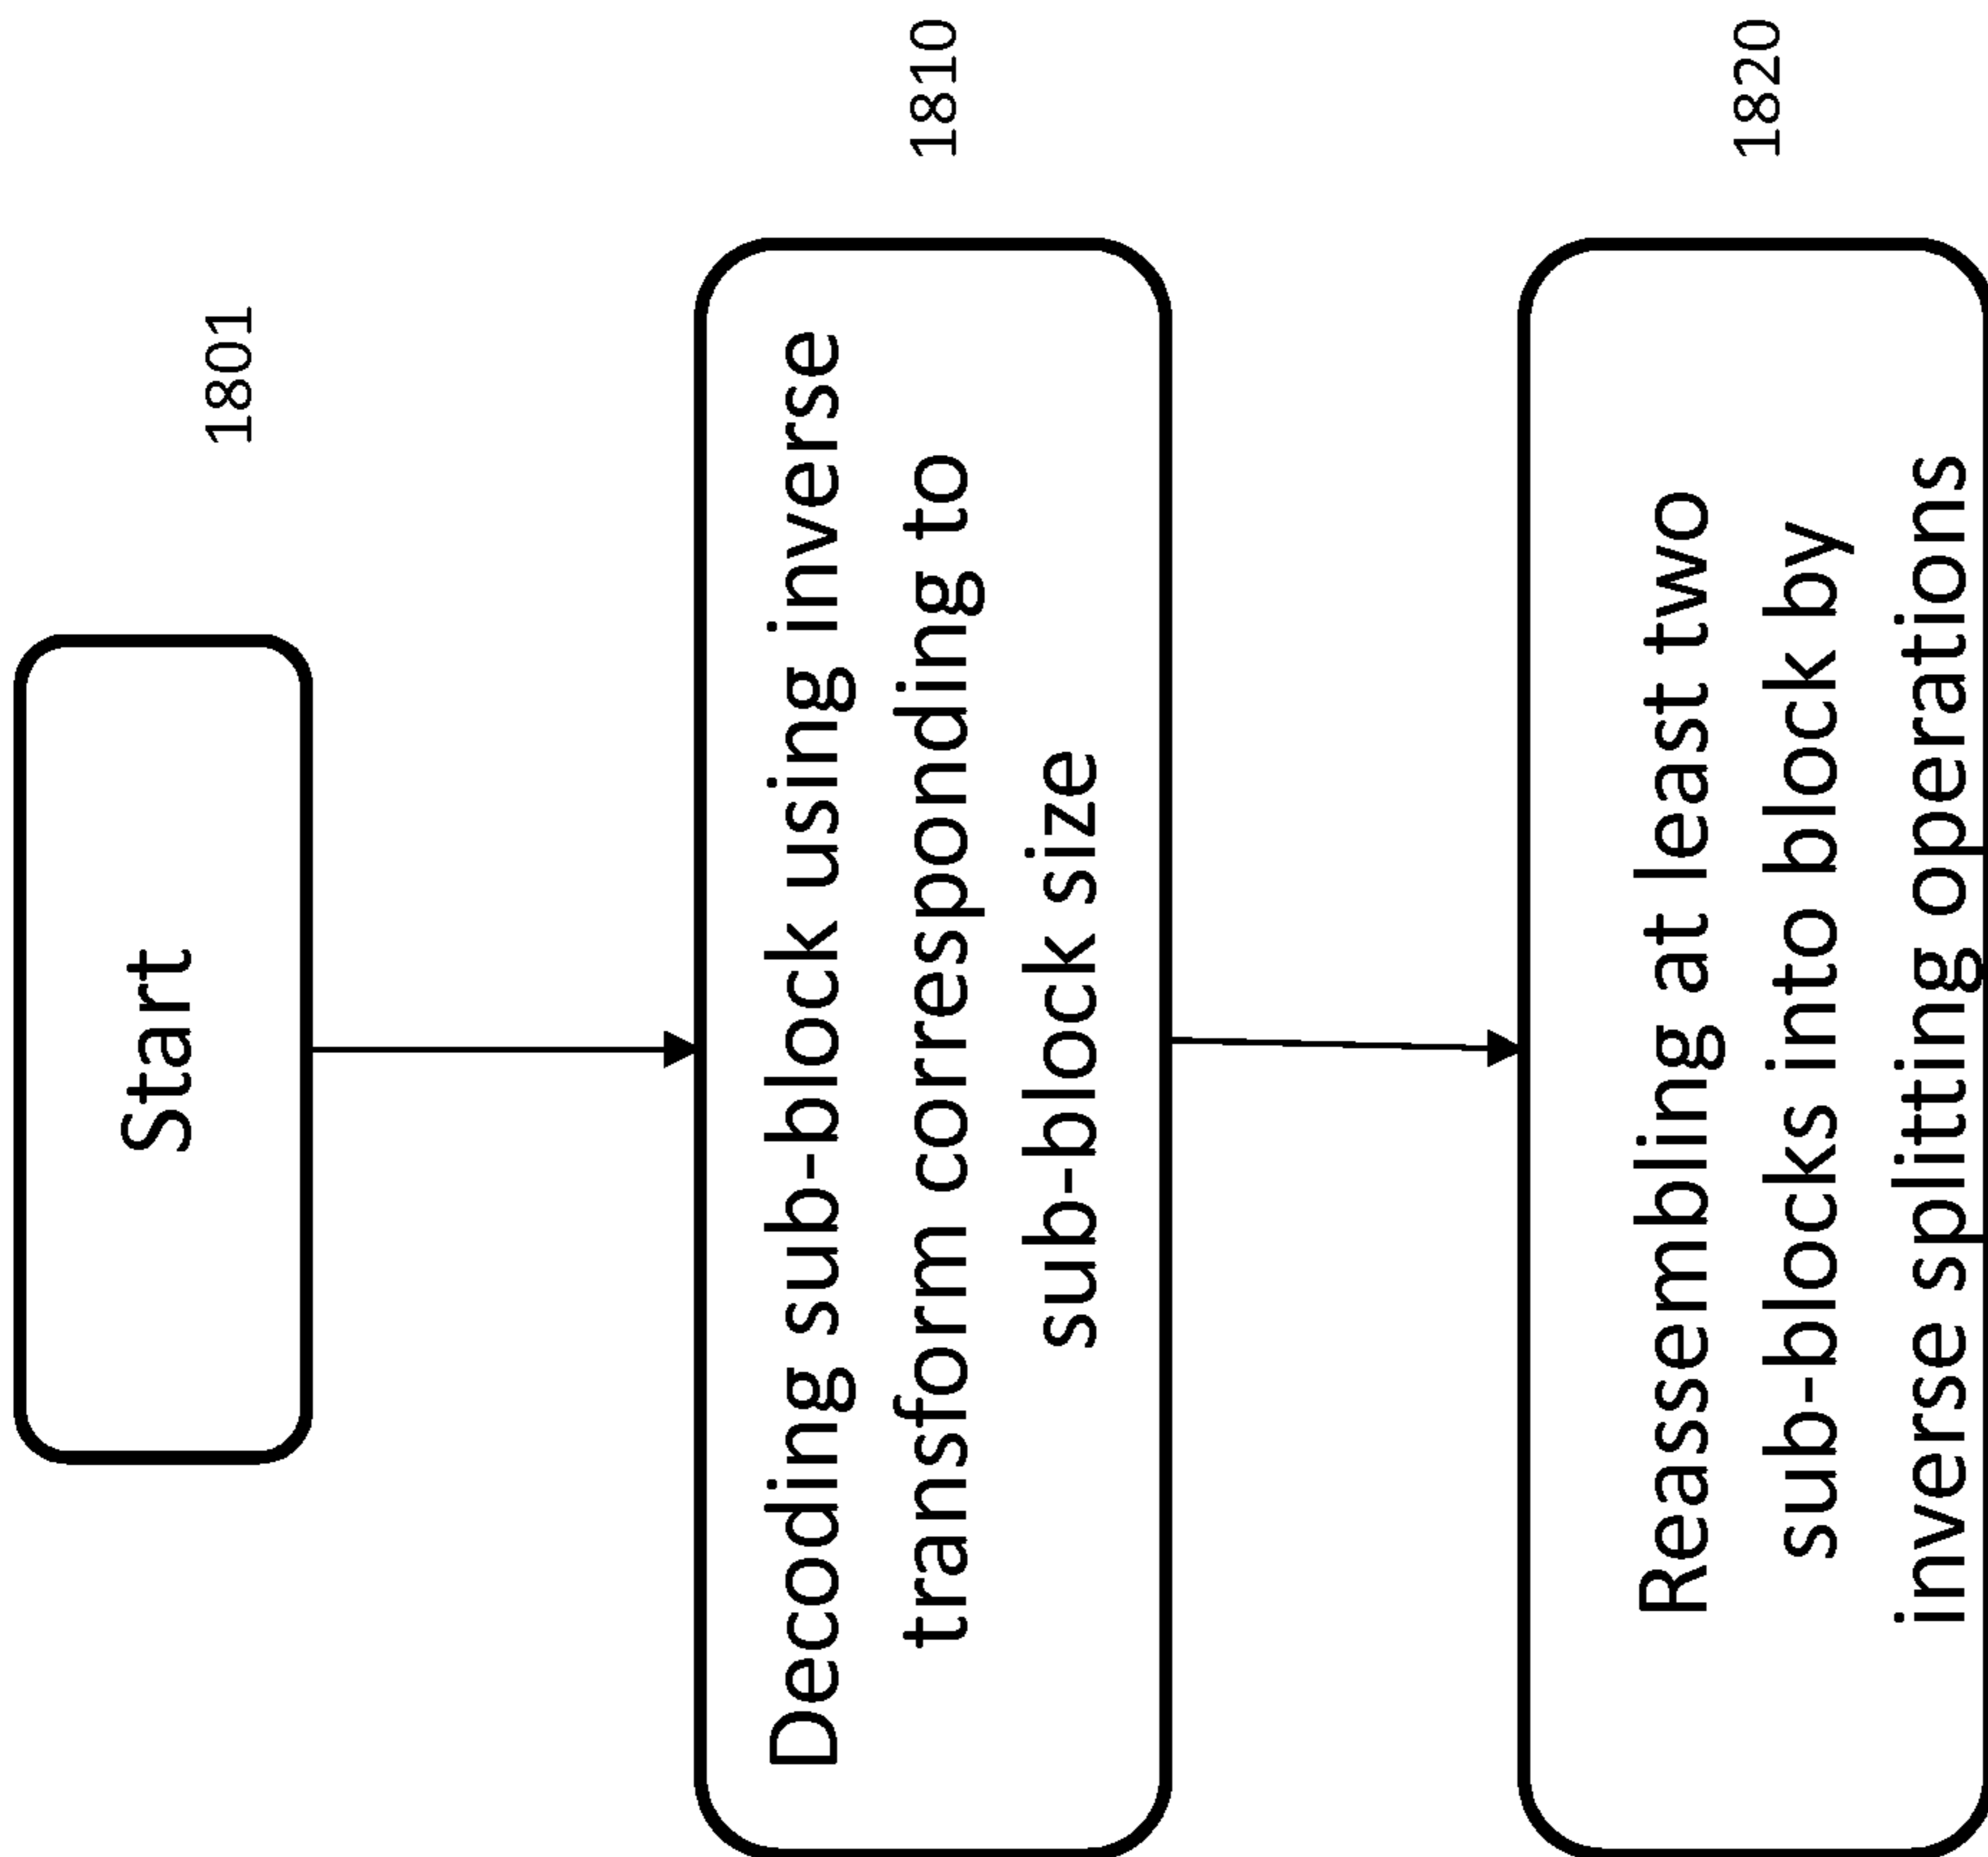 Start
1801
Decoding sub-block using inverse
transform corresponding to
sub-block size
1810
Reassembling at least two
sub-blocks into block by
inverse splitting operations
1820